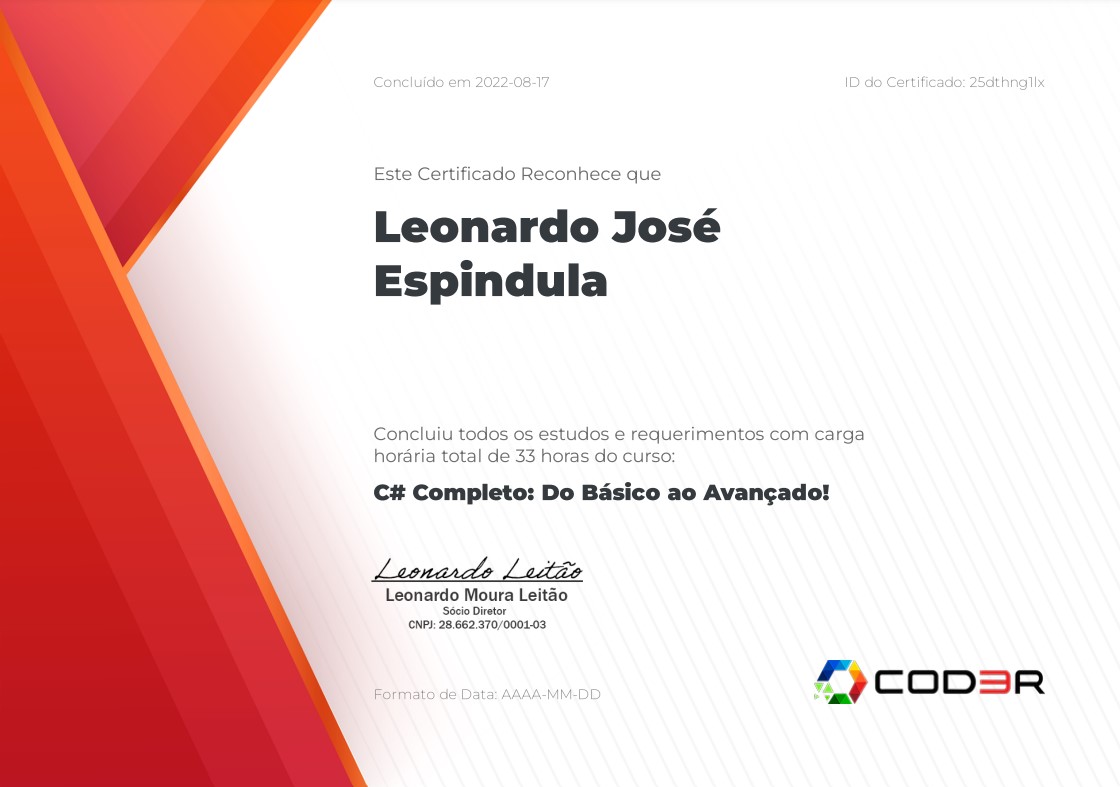 Concluído em 2022-08-17
ID do Certificado: 25dthng1lx
Este Certificado Reconhece que
Leonardo José
Espindula
Concluiu todos os estudos e requerimentos com carga
horária total de 33 horas do curso:
C# Completo: Do Básico ao Avançado!
Leonardo Leitão
Leonardo Moura Leitão
Sócio Diretor
CNPJ: 28.662.370/0001-03
Formato de Data: AAAA-MM-DD
COD3R